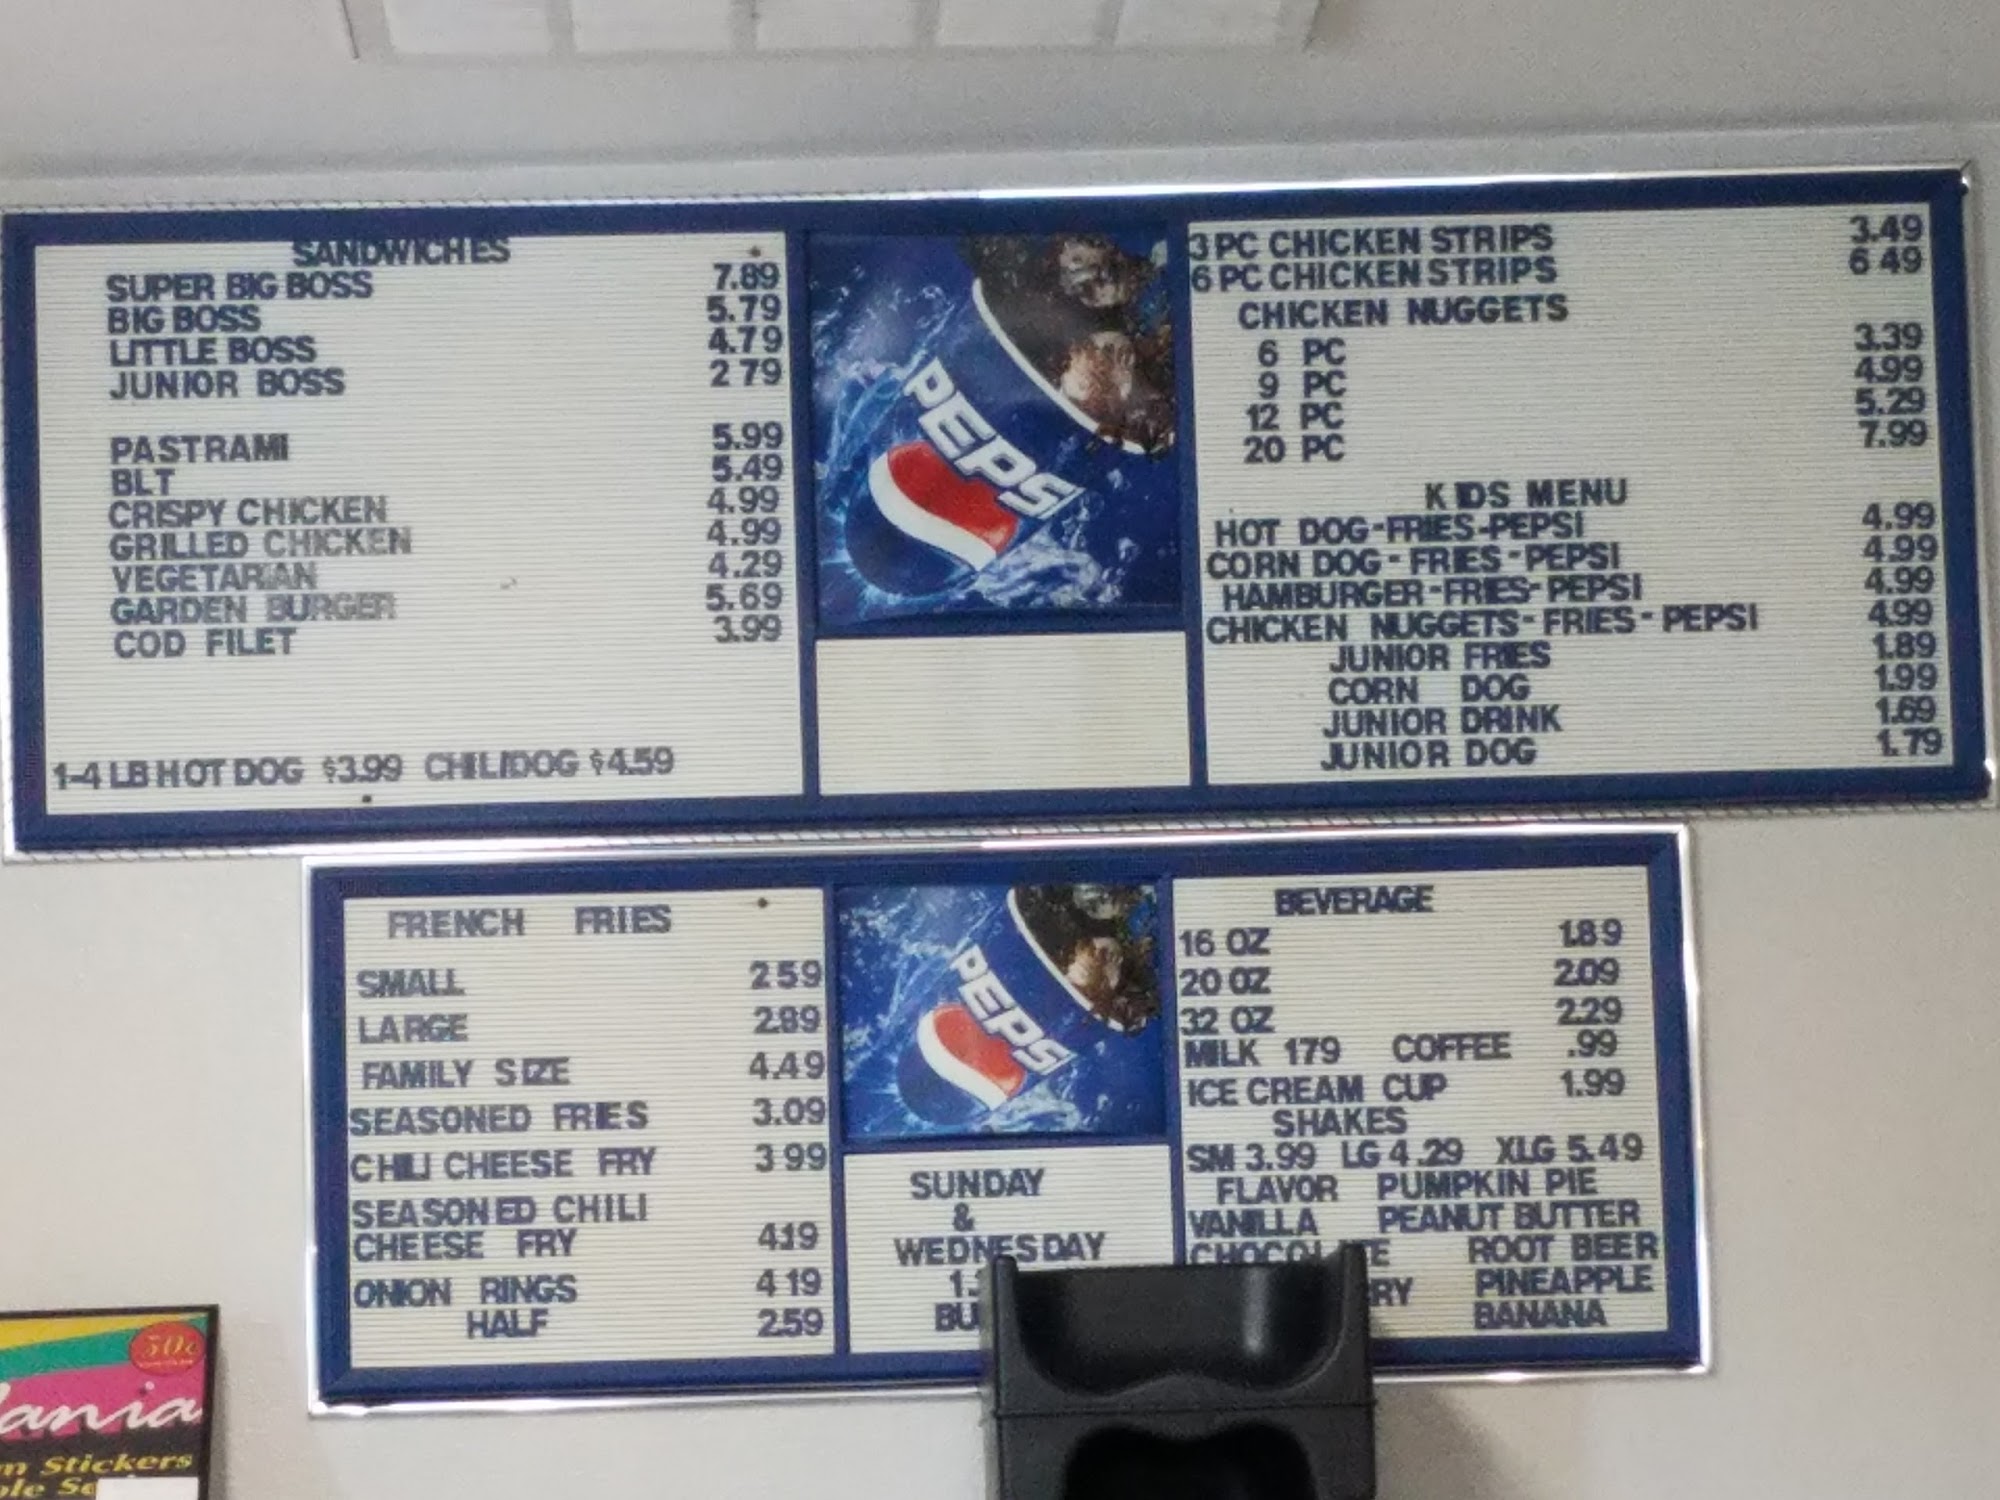 SANDWICHES
SUPER BIG BOSS 7.89
BIG BOSS 5.79
LITTLE BOSS 4.79
JUNIOR BOSS 2 79
PASTRAMI 5.99
BLT 5.49
CRISPY CHICKEN 4.99
GRILLED CHICKEN 4.99
VEGETARIAN 4.29
GARDEN BURGER 5.69
COD FILET 3.99
1-4 LB HOT DOG $3.99 CHILI/DOG $4.59
PEPSI
3 PC CHICKEN STRIPS 3.49
6 PC CHICKEN STRIPS 6 49
CHICKEN NUGGETS
6 PC 3.39
9 PC 4.99
12 PC 5.29
20 PC 7.99
KIDS MENU
HOT DOG-FRIES-PEPSI 4.99
CORN DOG-FRIES-PEPSI 4.99
HAMBURGER-FRIES-PEPSI 4.99
CHICKEN NUGGETS-FRIES-PEPSI 4.99
JUNIOR FRIES 1.89
CORN DOG 1.99
JUNIOR DRINK 1.69
JUNIOR DOG 1.79
FRENCH FRIES
SMALL 2 59
LARGE 2.89
FAMILY SIZE 4.49
SEASONED FRIES 3.09
CHILI CHEESE FRY 3 99
SEASONED CHILI
CHEESE FRY 4.19
ONION RINGS 4 19
HALF 2.59
PEPSI
SUNDAY
&
WEDNESDAY
BEVERAGE
16 OZ 1.89
20 OZ 2.09
32 OZ 2.29
MILK 179 COFFEE .99
ICE CREAM CUP 1.99
SHAKES
SM 3.99 LG 4.29 XLG 5.49
FLAVOR PUMPKIN PIE
VANILLA PEANUT BUTTER
CHOCOLATE ROOT BEER
RY PINEAPPLE
BANANA
50¢
ania
n Stickers